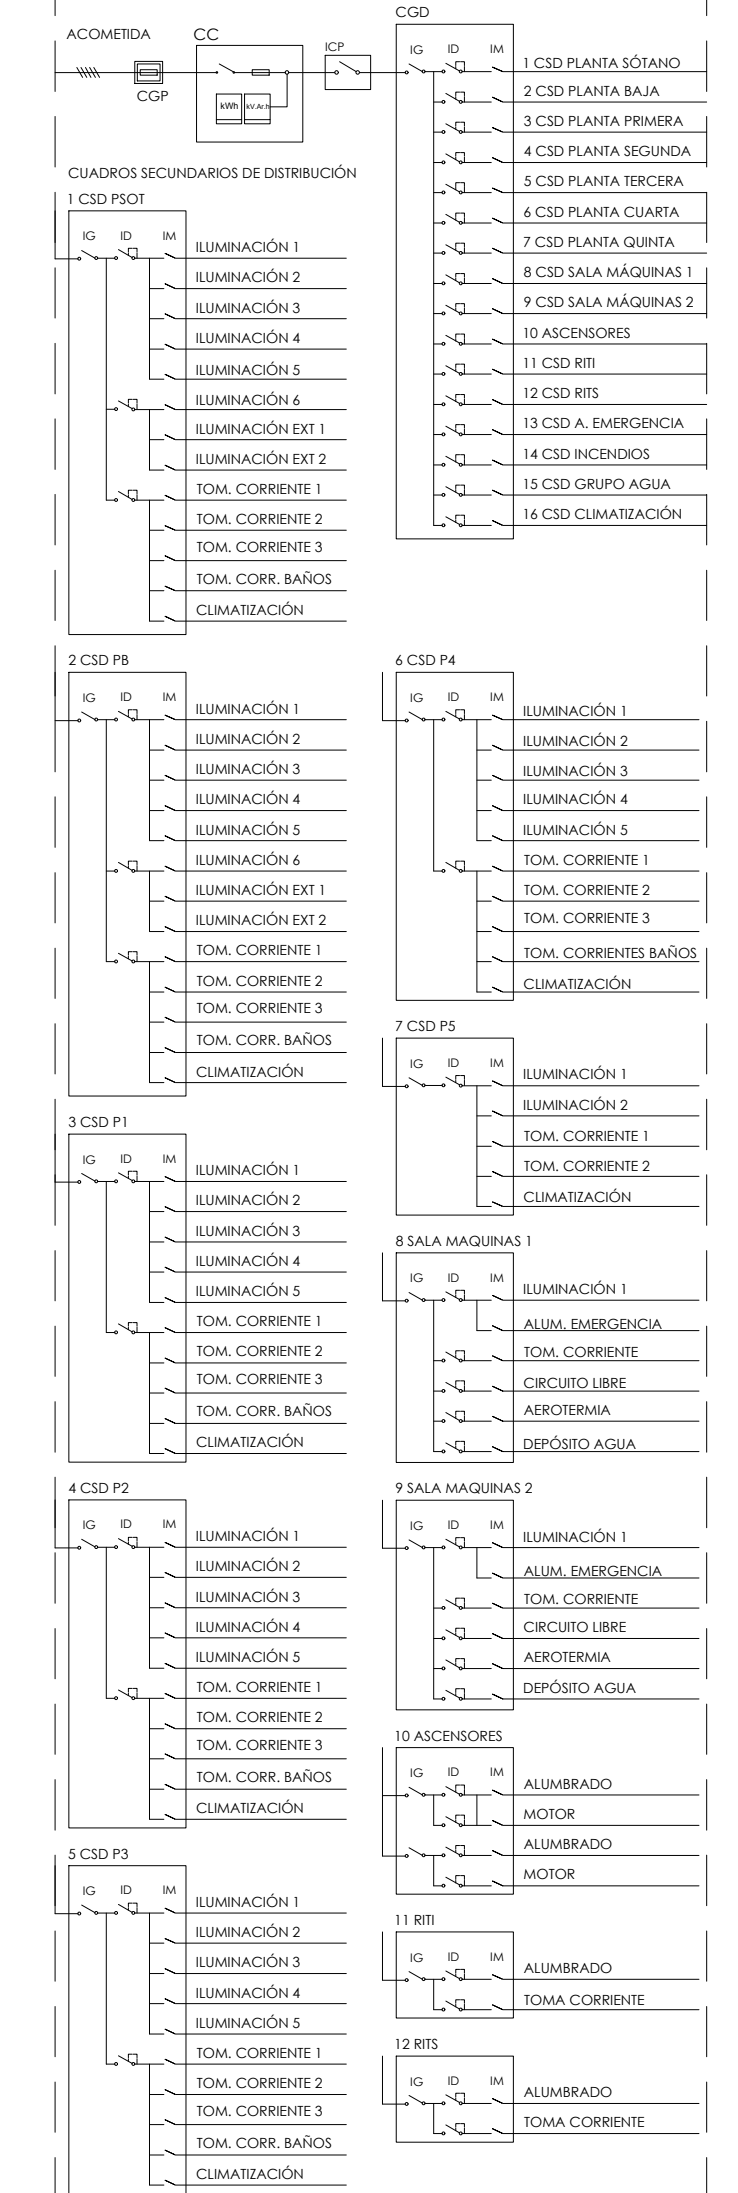 ACOMETIDA
CGP
CC
kWh
kV.Ar.h
ICP
CGD
IG ID IM
1 CSD PLANTA SÓTANO
2 CSD PLANTA BAJA
3 CSD PLANTA PRIMERA
4 CSD PLANTA SEGUNDA
5 CSD PLANTA TERCERA
6 CSD PLANTA CUARTA
7 CSD PLANTA QUINTA
8 CSD SALA MÁQUINAS 1
9 CSD SALA MÁQUINAS 2
10 ASCENSORES
11 CSD RITI
12 CSD RITS
13 CSD A. EMERGENCIA
14 CSD INCENDIOS
15 CSD GRUPO AGUA
16 CSD CLIMATIZACIÓN
CUADROS SECUNDARIOS DE DISTRIBUCIÓN
1 CSD PSOT
IG ID IM
ILUMINACIÓN 1
ILUMINACIÓN 2
ILUMINACIÓN 3
ILUMINACIÓN 4
ILUMINACIÓN 5
ILUMINACIÓN 6
ILUMINACIÓN EXT 1
ILUMINACIÓN EXT 2
TOM. CORRIENTE 1
TOM. CORRIENTE 2
TOM. CORRIENTE 3
TOM. CORR. BAÑOS
CLIMATIZACIÓN
2 CSD PB
IG ID IM
ILUMINACIÓN 1
ILUMINACIÓN 2
ILUMINACIÓN 3
ILUMINACIÓN 4
ILUMINACIÓN 5
ILUMINACIÓN 6
ILUMINACIÓN EXT 1
ILUMINACIÓN EXT 2
TOM. CORRIENTE 1
TOM. CORRIENTE 2
TOM. CORRIENTE 3
TOM. CORR. BAÑOS
CLIMATIZACIÓN
3 CSD P1
IG ID IM
ILUMINACIÓN 1
ILUMINACIÓN 2
ILUMINACIÓN 3
ILUMINACIÓN 4
ILUMINACIÓN 5
TOM. CORRIENTE 1
TOM. CORRIENTE 2
TOM. CORRIENTE 3
TOM. CORR. BAÑOS
CLIMATIZACIÓN
4 CSD P2
IG ID IM
ILUMINACIÓN 1
ILUMINACIÓN 2
ILUMINACIÓN 3
ILUMINACIÓN 4
ILUMINACIÓN 5
TOM. CORRIENTE 1
TOM. CORRIENTE 2
TOM. CORRIENTE 3
TOM. CORR. BAÑOS
CLIMATIZACIÓN
5 CSD P3
IG ID IM
ILUMINACIÓN 1
ILUMINACIÓN 2
ILUMINACIÓN 3
ILUMINACIÓN 4
ILUMINACIÓN 5
TOM. CORRIENTE 1
TOM. CORRIENTE 2
TOM. CORRIENTE 3
TOM. CORR. BAÑOS
CLIMATIZACIÓN
6 CSD P4
IG ID IM
ILUMINACIÓN 1
ILUMINACIÓN 2
ILUMINACIÓN 3
ILUMINACIÓN 4
ILUMINACIÓN 5
TOM. CORRIENTE 1
TOM. CORRIENTE 2
TOM. CORRIENTE 3
TOM. CORRIENTES BAÑOS
CLIMATIZACIÓN
7 CSD P5
IG ID IM
ILUMINACIÓN 1
ILUMINACIÓN 2
TOM. CORRIENTE 1
TOM. CORRIENTE 2
CLIMATIZACIÓN
8 SALA MAQUINAS 1
IG ID IM
ILUMINACIÓN 1
ALUM. EMERGENCIA
TOM. CORRIENTE
CIRCUITO LIBRE
AEROTERMIA
DEPÓSITO AGUA
9 SALA MAQUINAS 2
IG ID IM
ILUMINACIÓN 1
ALUM. EMERGENCIA
TOM. CORRIENTE
CIRCUITO LIBRE
AEROTERMIA
DEPÓSITO AGUA
10 ASCENSORES
IG ID IM
ALUMBRADO
MOTOR
ALUMBRADO
MOTOR
11 RITI
IG ID IM
ALUMBRADO
TOMA CORRIENTE
12 RITS
IG ID IM
ALUMBRADO
TOMA CORRIENTE